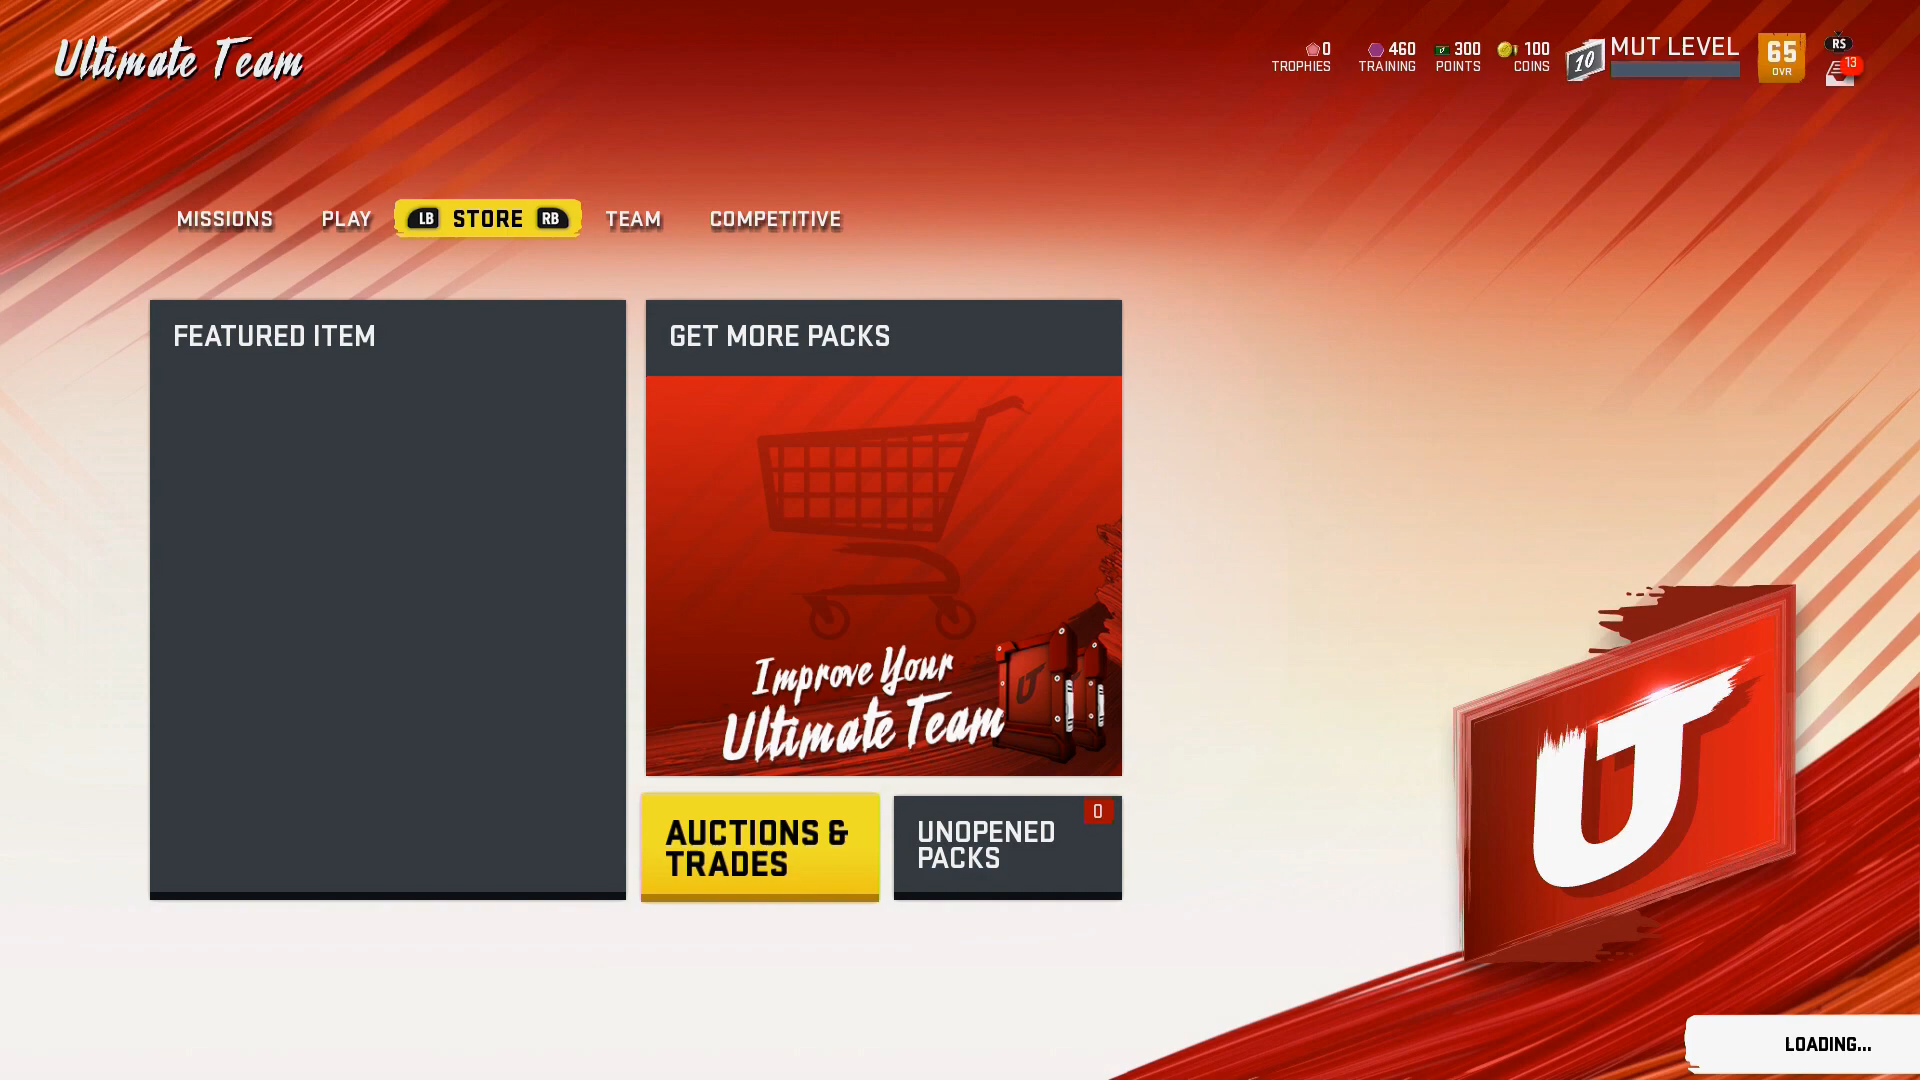 Ultimate Team
0
TROPHIES
460
TRAINING
300
POINTS
100
COINS
10
MUT LEVEL
65
OVR
RS
13
MISSIONS
PLAY
LB STORE RB
TEAM
COMPETITIVE
FEATURED ITEM
GET MORE PACKS
Improve Your
Ultimate Team
UT
AUCTIONS &
TRADES
0
UNOPENED
PACKS
UT
LOADING...